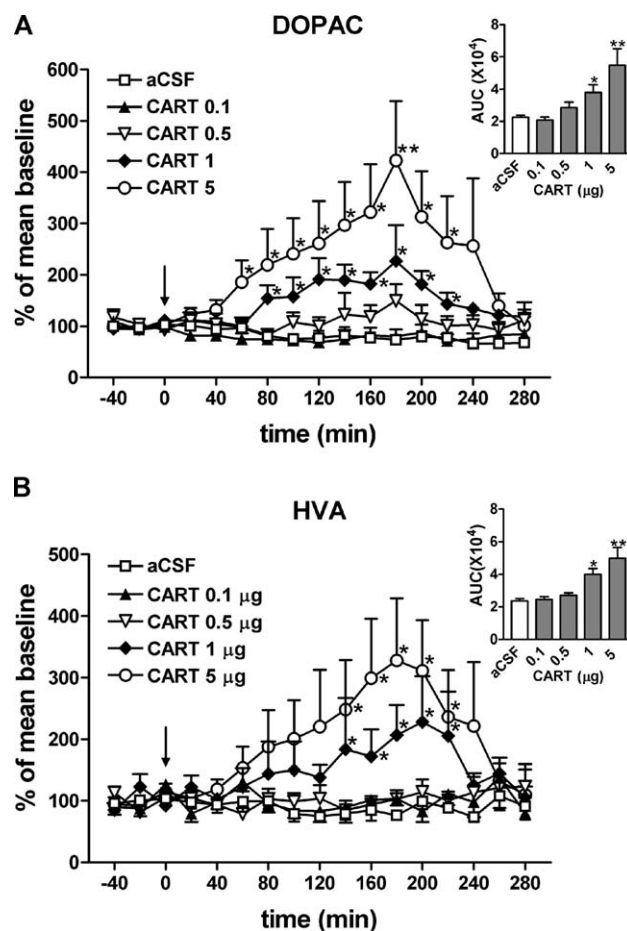 A
DOPAC
aCSF
CART 0.1
CART 0.5
CART 1
CART 5
% of mean baseline
600
500
400
300
200
100
0
-40 0 40 80 120 160 200 240 280
time (min)
* * * * * * ** * *
* * * * * * * *
AUC (X10⁴)
8
6
4
2
0
* **
aCSF 0.1 0.5 1 5
CART (µg)
B
HVA
aCSF
CART 0.1 µg
CART 0.5 µg
CART 1 µg
CART 5 µg
% of mean baseline
500
400
300
200
100
0
-40 0 40 80 120 160 200 240 280
time (min)
* * * * *
* * * * *
AUC(X10⁴)
8
6
4
2
0
* **
aCSF 0.1 0.5 1 5
CART (µg)